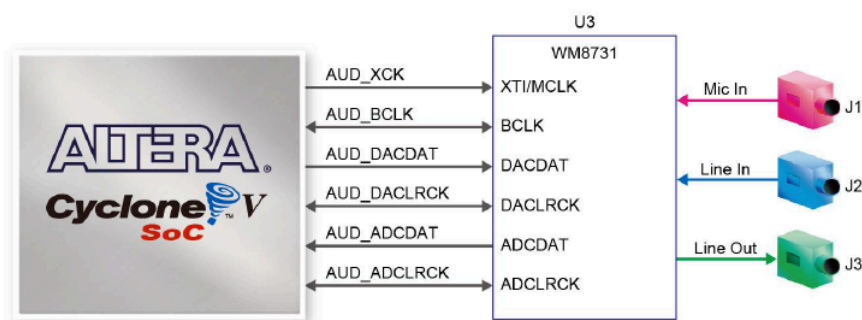 U3
WM8731
AUD_XCK
XTI/MCLK
Mic In
J1
AUD_BCLK
BCLK
ALTERA®
AUD_DACDAT
DACDAT
Line In
J2
Cyclone™ V
SoC
AUD_DACLRCK
DACLRCK
AUD_ADCDAT
ADCDAT
Line Out
J3
AUD_ADCLRCK
ADCLRCK